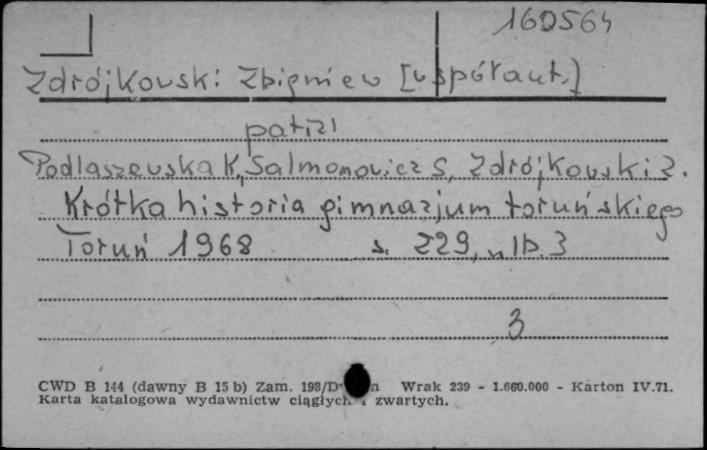 160564
Zdrójkowski Zbigniew [współaut.]
patrz
Podlaszewska K., Salmonowicz S., Zdrójkowski Z.
Krótka historia gimnazjum toruńskiego
Toruń 1968 s. 229, nlb. 3
3
CWD B 144 (dawny B 15 b) Zam. 198/D Wrak 239 - 1.660.000 - Karton IV.71.
Karta katalogowa wydawnictw ciągłych i zwartych.